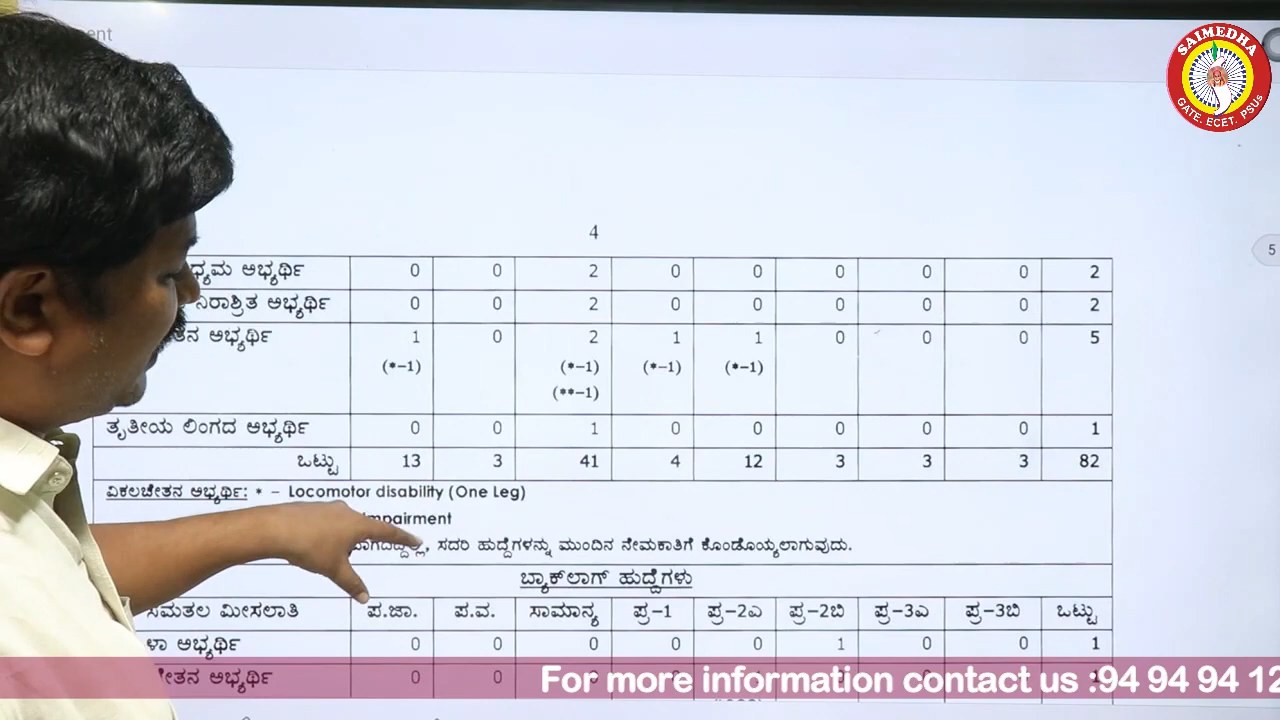 SAIMEDHA
GATE. ECET. PSUs
4
5
ಅಭ್ಯರ್ಥಿ 0 0 2 0 0 0 0 0 2
ನಿರಾಶ್ರಿತ ಅಭ್ಯರ್ಥಿ 0 0 2 0 0 0 0 0 2
ಅಭ್ಯರ್ಥಿ 1 0 2 1 1 0 0 0 5
(*-1) (*-1) (*-1) (*-1)
(**-1)
ತೃತೀಯ ಲಿಂಗದ ಅಭ್ಯರ್ಥಿ 0 0 1 0 0 0 0 0 1
ಒಟ್ಟು 13 3 41 4 12 3 3 3 82
ವಿಕಲಚೇತನ ಅಭ್ಯರ್ಥಿ: * – Locomotor disability (One Leg)
Impairment
ಸದರಿ ಹುದ್ದೆಗಳನ್ನು ಮುಂದಿನ ನೇಮಕಾತಿಗೆ ಕೊಂಡೊಯ್ಯಲಾಗುವುದು.
ಬ್ಯಾಕ್‌ಲಾಗ್ ಹುದ್ದೆಗಳು
ಸಮತಲ ಮೀಸಲಾತಿ ಪ.ಜಾ. ಪ.ವ. ಸಾಮಾನ್ಯ ಪ್ರ-1 ಪ್ರ-2ಎ ಪ್ರ-2ಬಿ ಪ್ರ-3ಎ ಪ್ರ-3ಬಿ ಒಟ್ಟು
ಅಭ್ಯರ್ಥಿ 0 0 0 0 0 1 0 0 1
ಅಭ್ಯರ್ಥಿ 0 0
For more information contact us :94 94 94 12